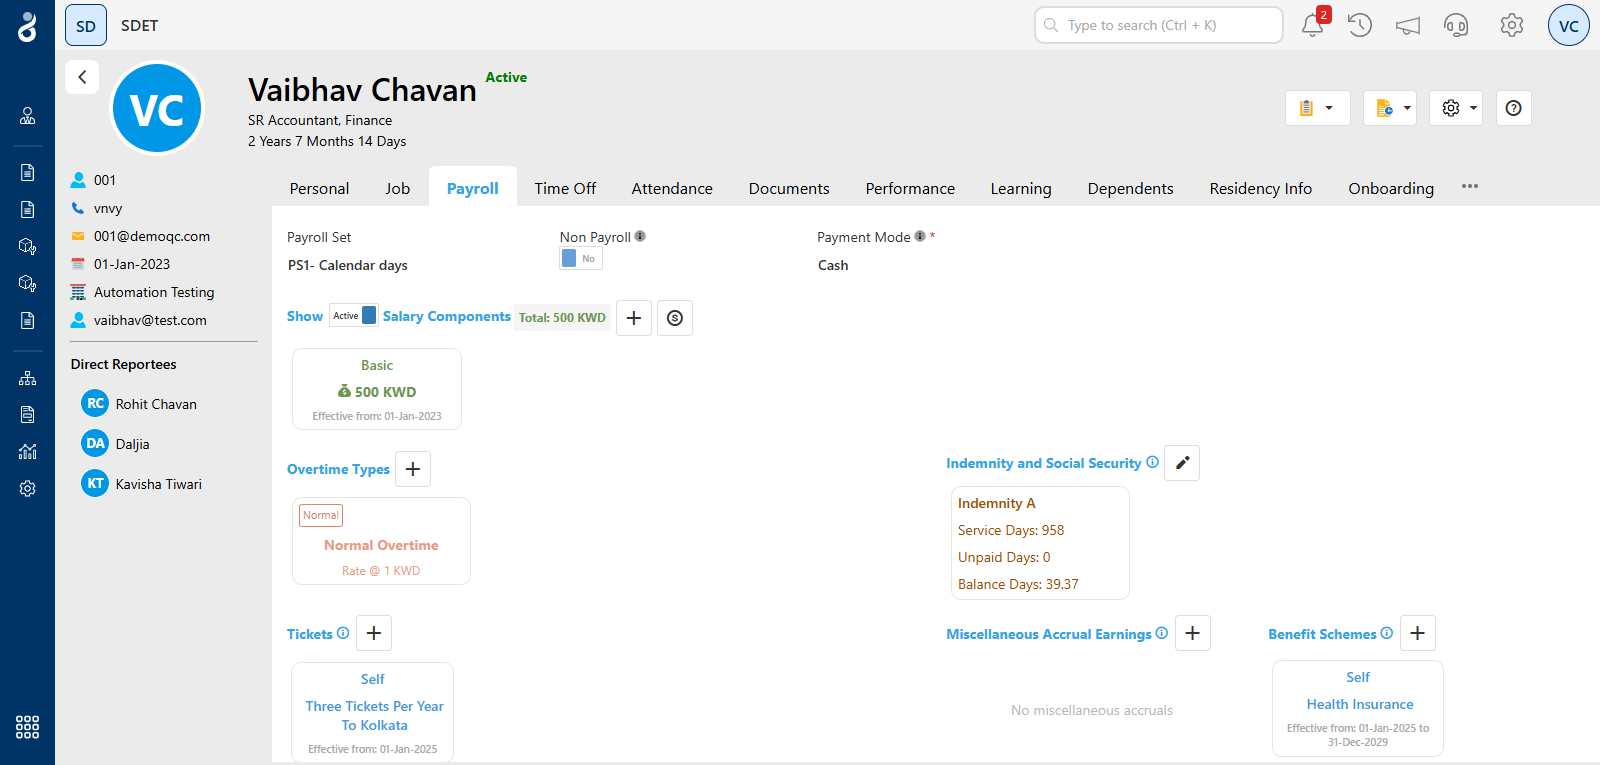 SD SDET
Type to search (Ctrl + K)
2
VC
VC
Vaibhav Chavan Active
SR Accountant, Finance
2 Years 7 Months 14 Days
001
vnvy
001@demoqc.com
01-Jan-2023
Automation Testing
vaibhav@test.com
Direct Reportees
RC Rohit Chavan
DA Daljia
KT Kavisha Tiwari
Personal Job Payroll Time Off Attendance Documents Performance Learning Dependents Residency Info Onboarding ...
Payroll Set
PS1- Calendar days
Non Payroll
No
Payment Mode *
Cash
Show Active Salary Components Total: 500 KWD
Basic
500 KWD
Effective from: 01-Jan-2023
Overtime Types
Normal
Normal Overtime
Rate @ 1 KWD
Indemnity and Social Security
Indemnity A
Service Days: 958
Unpaid Days: 0
Balance Days: 39.37
Tickets
Self
Three Tickets Per Year
To Kolkata
Effective from: 01-Jan-2025
Miscellaneous Accrual Earnings
No miscellaneous accruals
Benefit Schemes
Self
Health Insurance
Effective from: 01-Jan-2025 to
31-Dec-2029